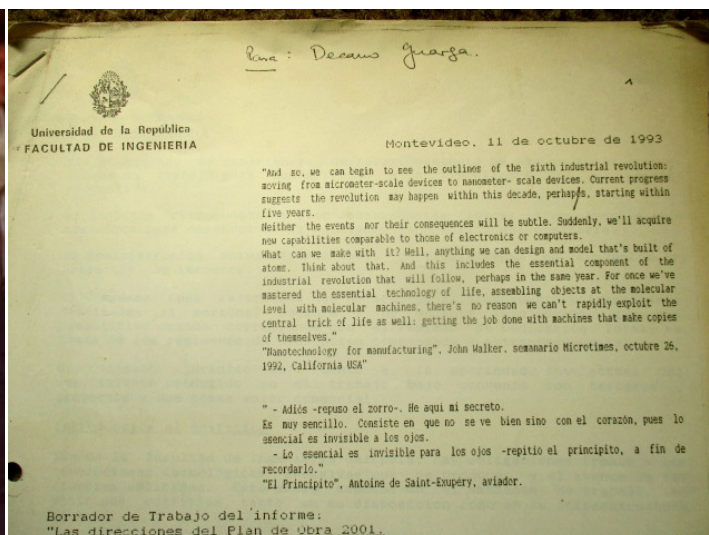 Para: Decano Guarga.
1
Universidad de la República
FACULTAD DE INGENIERIA
Montevideo. 11 de octubre de 1993
"And so, we can begin to see the outlines of the sixth industrial revolution:
moving from micrometer-scale devices to nanometer- scale devices. Current progress
suggests the revolution may happen within this decade, perhaps, starting within
five years.
Neither the events nor their consequences will be subtle. Suddenly, we'll acquire
new capabilities comparable to those of electronics or computers.
What can we make with it? Well, anything we can design and model that's built of
atoms. Think about that. And this includes the essential component of the
industrial revolution that will follow, perhaps in the same year. For once we've
mastered the essential technology of life, assembling objects at the molecular
level with molecular machines, there's no reason we can't rapidly exploit the
central trick of life as well: getting the job done with machines that make copies
of themselves."
"Nanotechnology for manufacturing", John Walker, semanario Microtimes, octubre 26,
1992, California USA"
" - Adiós -repuso el zorro-. He aquí mi secreto.
Es muy sencillo. Consiste en que no se ve bien sino con el corazón, pues lo
esencial es invisible a los ojos.
- Lo esencial es invisible para los ojos -repitio el principito, a fin de
recordarlo."
"El Principito", Antoine de Saint-Exupery, aviador.
Borrador de Trabajo del informe:
"Las direcciones del Plan de Obra 2001.